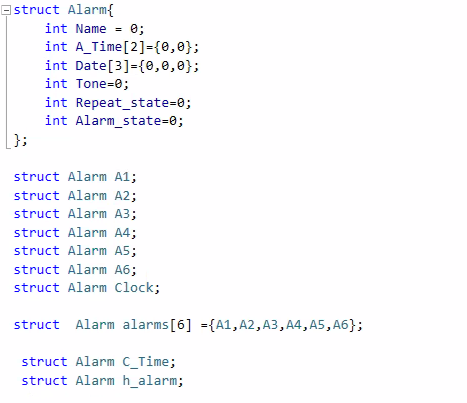 struct Alarm{
    int Name = 0;
    int A_Time[2]={0,0};
    int Date[3]={0,0,0};
    int Tone=0;
    int Repeat_state=0;
    int Alarm_state=0;
};
struct Alarm A1;
struct Alarm A2;
struct Alarm A3;
struct Alarm A4;
struct Alarm A5;
struct Alarm A6;
struct Alarm Clock;
struct  Alarm alarms[6] ={A1,A2,A3,A4,A5,A6};
 struct Alarm C_Time;
 struct Alarm h_alarm;